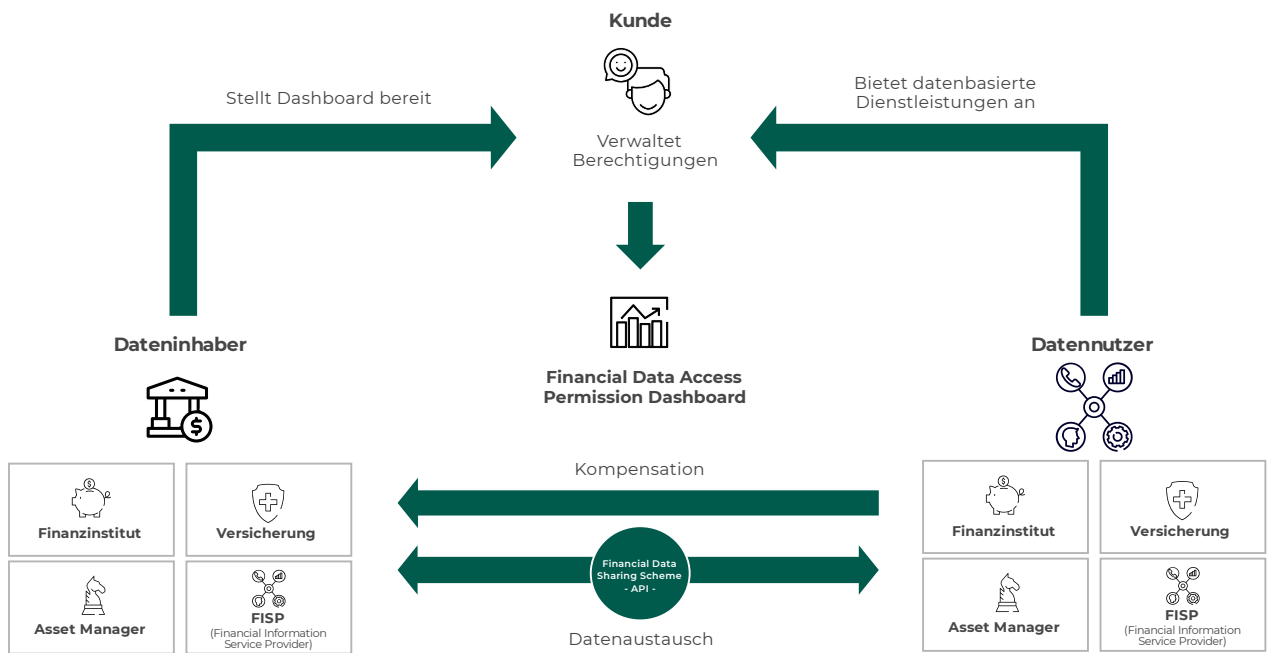 Kunde
Stellt Dashboard bereit
Bietet datenbasierte
Dienstleistungen an
Verwaltet
Berechtigungen
Dateninhaber
Datennutzer
Financial Data Access
Permission Dashboard
$
Kompensation
$
Finanzinstitut
Versicherung
Asset Manager
FISP
(Financial Information
Service Provider)
Financial Data
Sharing Scheme
- API -
Datenaustausch
$
Finanzinstitut
Versicherung
Asset Manager
FISP
(Financial Information
Service Provider)